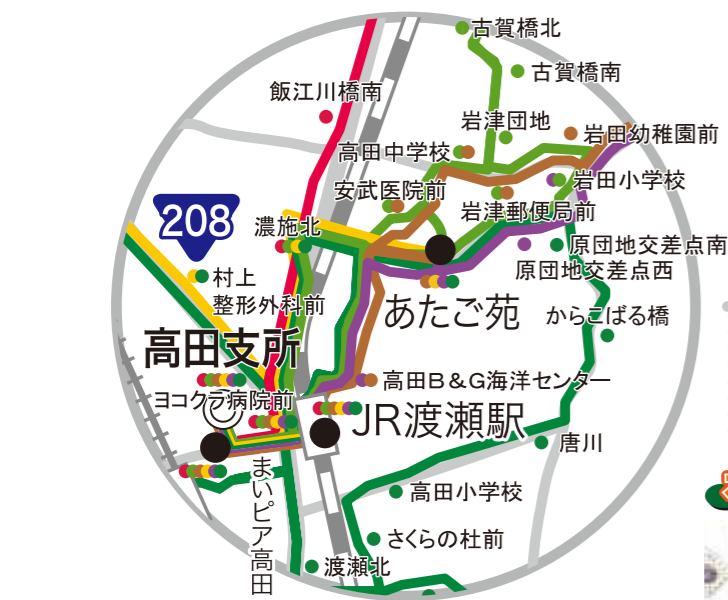 古賀橋北
古賀橋南
飯江川橋南
岩津団地
岩田幼稚園前
高田中学校
岩田小学校
安武医院前
岩津郵便局前
208
濃施北
原団地交差点南
原団地交差点西
村上
整形外科前
あたご苑
からこばる橋
高田支所
高田B&G海洋センター
ヨコクラ病院前
JR渡瀬駅
唐川
まいピア高田
高田小学校
さくらの杜前
渡瀬北